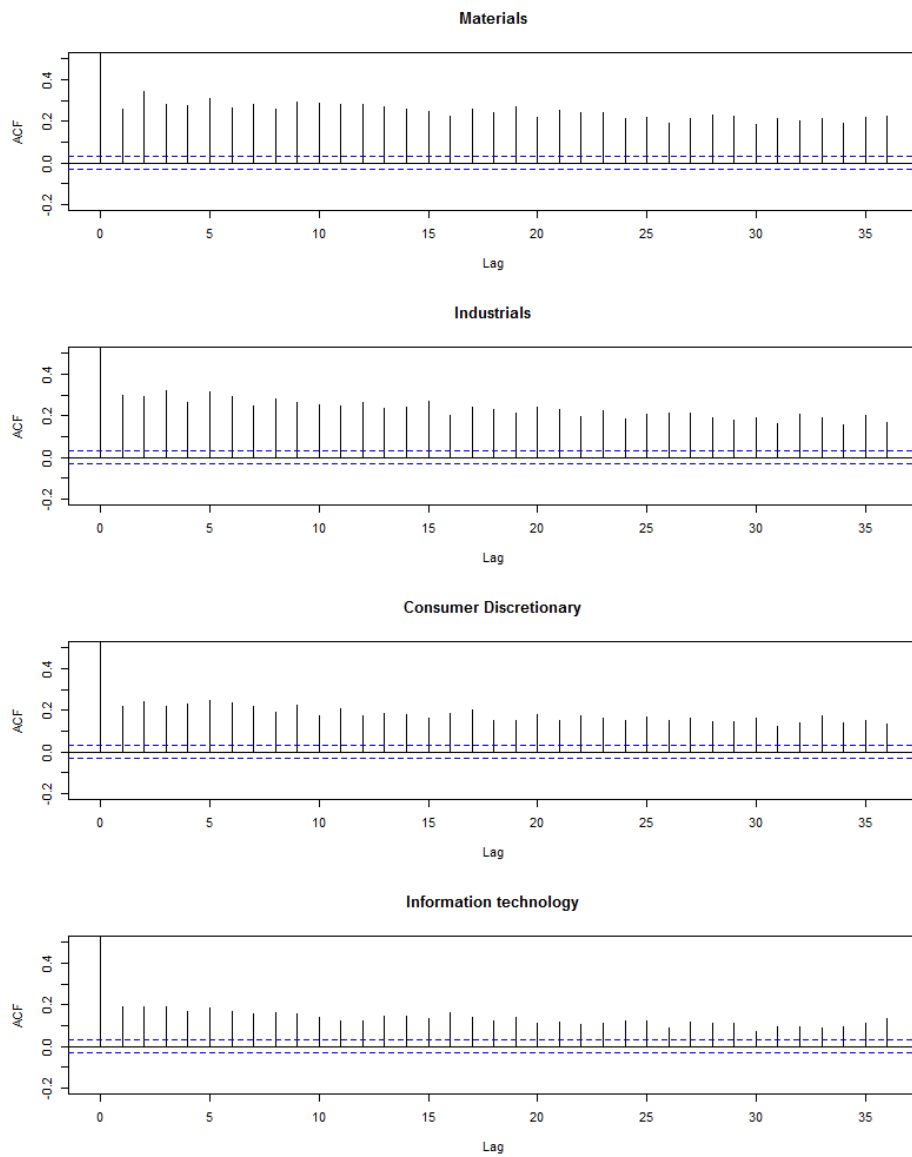 Materials
ACF
-0.2 0.0 0.2 0.4
0 5 10 15 20 25 30 35
Lag
Industrials
ACF
-0.2 0.0 0.2 0.4
0 5 10 15 20 25 30 35
Lag
Consumer Discretionary
ACF
-0.2 0.0 0.2 0.4
0 5 10 15 20 25 30 35
Lag
Information technology
ACF
-0.2 0.0 0.2 0.4
0 5 10 15 20 25 30 35
Lag